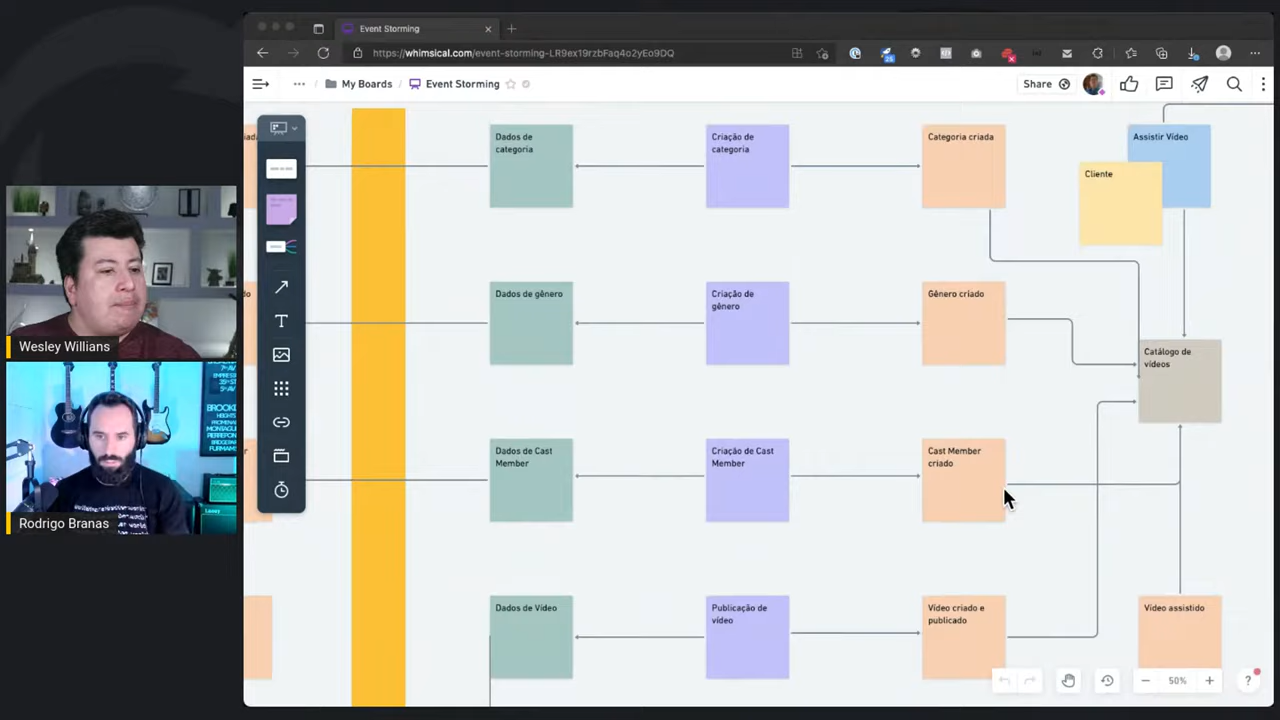 Event Storming
https://whimsical.com/event-storming-LR9ex19rzbFaq4o2yEo9DQ
25
My Boards / Event Storming
Share
Dados de
categoria
Criação de
categoria
Categoria criada
Assistir Vídeo
Cliente
Dados de gênero
Criação de
gênero
Gênero criado
Catálogo de
vídeos
Dados de Cast
Member
Criação de Cast
Member
Cast Member
criado
Dados de Vídeo
Publicação de
vídeo
Vídeo criado e
publicado
Vídeo assistido
50%
Wesley Willians
Rodrigo Branas